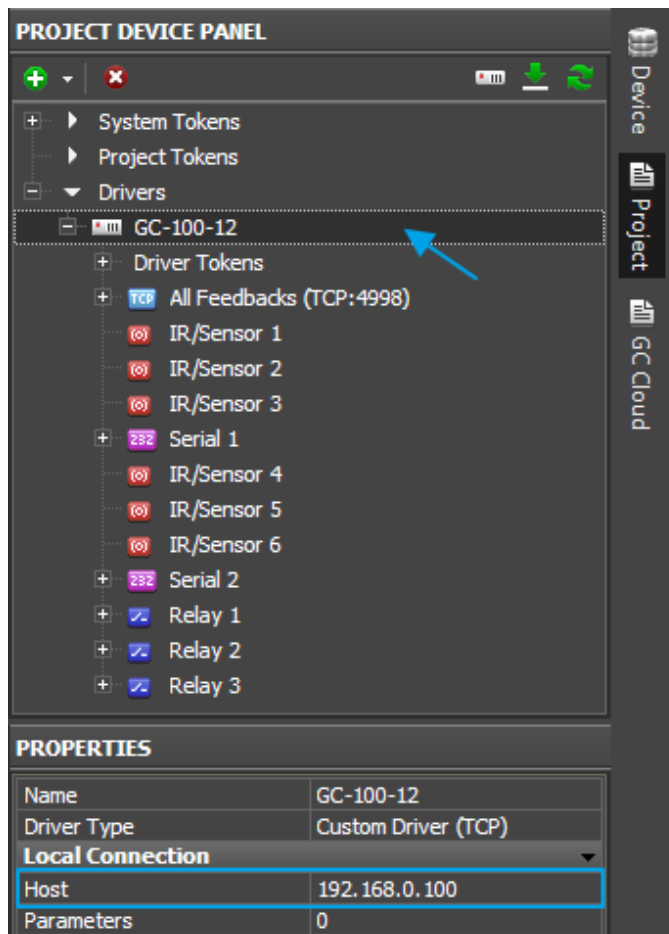 PROJECT DEVICE PANEL
System Tokens
Project Tokens
Drivers
GC-100-12
Driver Tokens
TCP All Feedbacks (TCP:4998)
IR/Sensor 1
IR/Sensor 2
IR/Sensor 3
232 Serial 1
IR/Sensor 4
IR/Sensor 5
IR/Sensor 6
232 Serial 2
Relay 1
Relay 2
Relay 3
PROPERTIES
Name GC-100-12
Driver Type Custom Driver (TCP)
Local Connection
Host 192.168.0.100
Parameters 0
Device
Project
GC Cloud